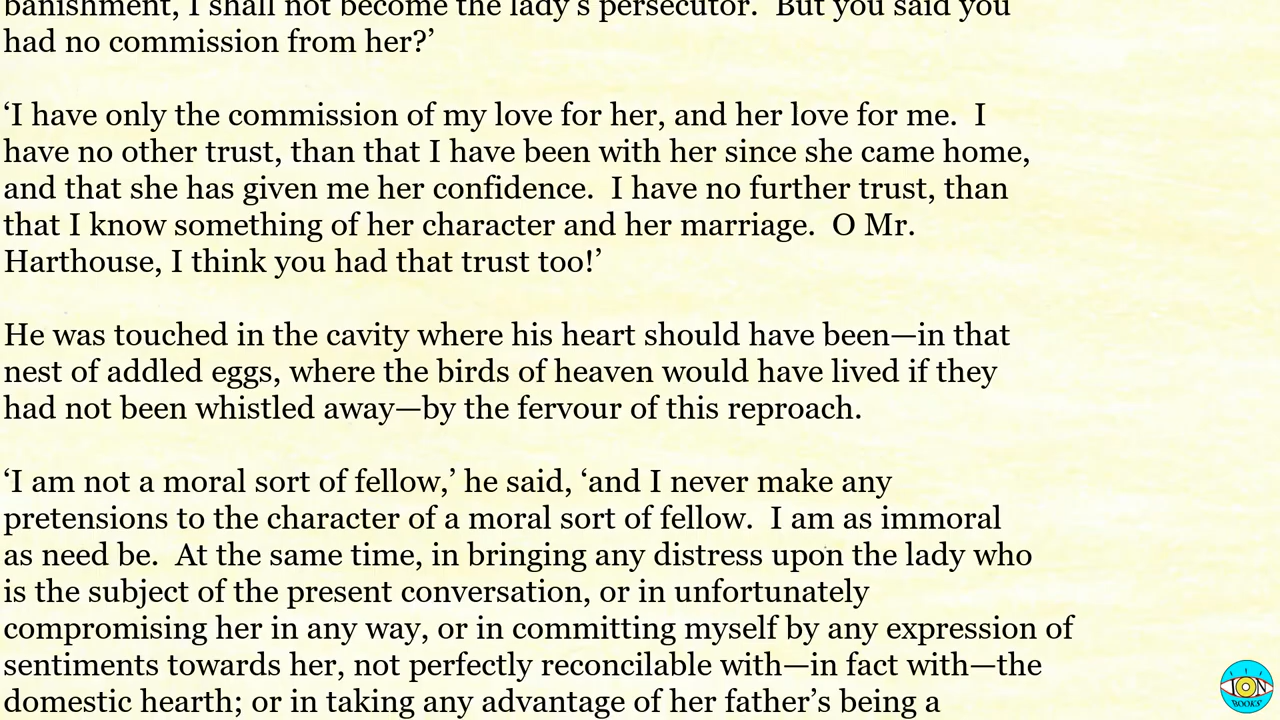 banishment, I shall not become the lady’s persecutor.  But you said you
had no commission from her?’
‘I have only the commission of my love for her, and her love for me.  I
have no other trust, than that I have been with her since she came home,
and that she has given me her confidence.  I have no further trust, than
that I know something of her character and her marriage.  O Mr.
Harthouse, I think you had that trust too!’
He was touched in the cavity where his heart should have been—in that
nest of addled eggs, where the birds of heaven would have lived if they
had not been whistled away—by the fervour of this reproach.
‘I am not a moral sort of fellow,’ he said, ‘and I never make any
pretensions to the character of a moral sort of fellow.  I am as immoral
as need be.  At the same time, in bringing any distress upon the lady who
is the subject of the present conversation, or in unfortunately
compromising her in any way, or in committing myself by any expression of
sentiments towards her, not perfectly reconcilable with—in fact with—the
domestic hearth; or in taking any advantage of her father’s being a
ION
BOOKS